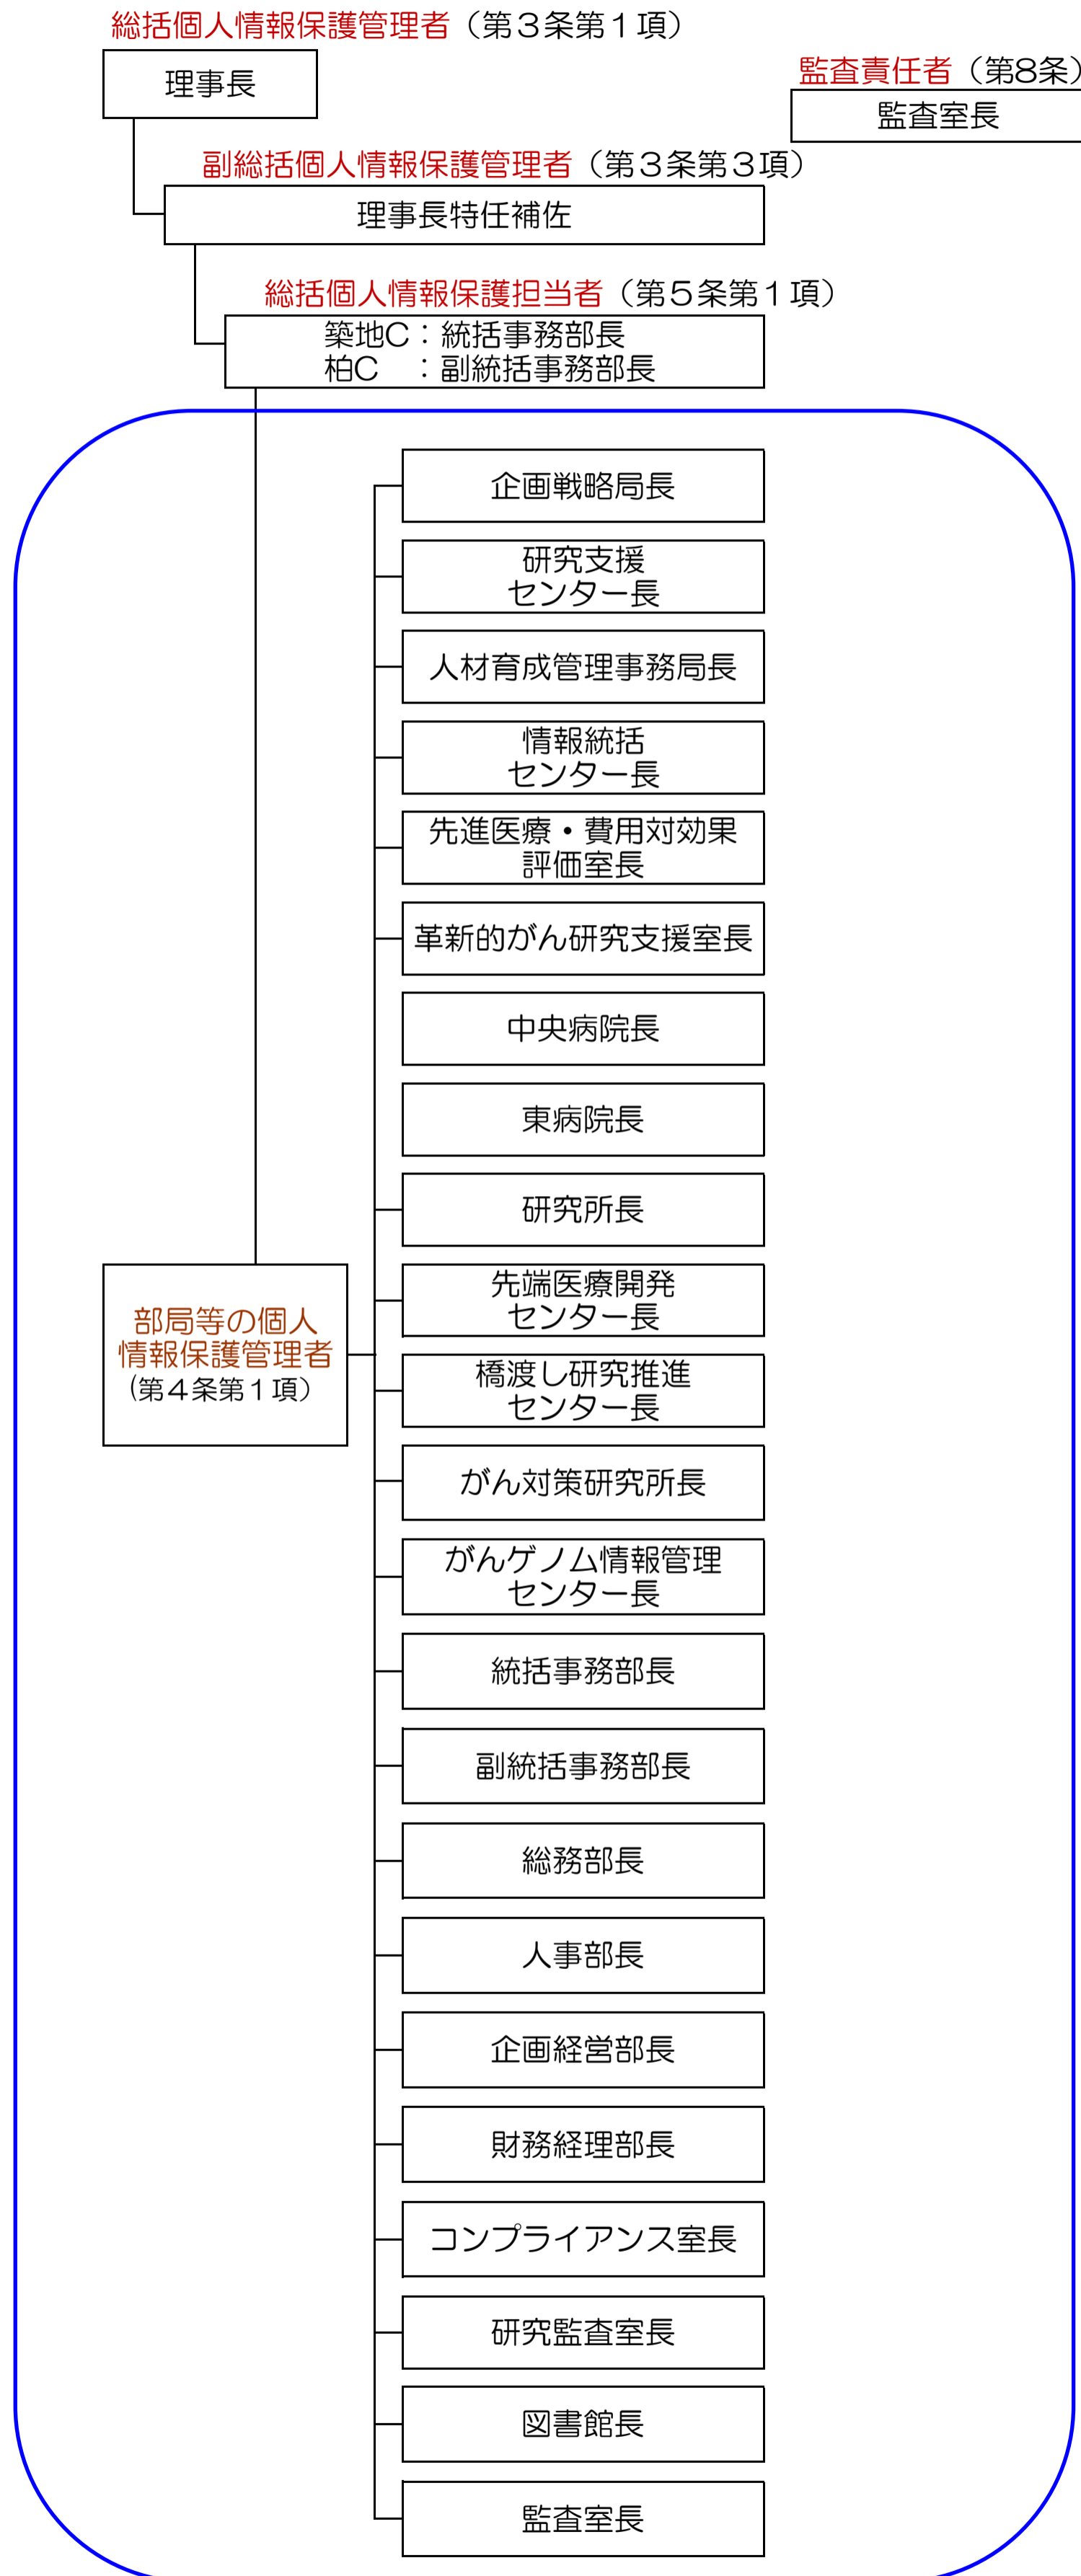 総括個人情報保護管理者（第３条第１項）
理事長
監査責任者（第8条）
監査室長
副総括個人情報保護管理者（第３条第３項）
理事長特任補佐
総括個人情報保護担当者（第５条第１項）
築地C：統括事務部長
柏C　：副統括事務部長
企画戦略局長
研究支援
センター長
人材育成管理事務局長
情報統括
センター長
先進医療・費用対効果
評価室長
革新的がん研究支援室長
中央病院長
東病院長
研究所長
先端医療開発
センター長
部局等の個人
情報保護管理者
（第４条第１項）
橋渡し研究推進
センター長
がん対策研究所長
がんゲノム情報管理
センター長
統括事務部長
副統括事務部長
総務部長
人事部長
企画経営部長
財務経理部長
コンプライアンス室長
研究監査室長
図書館長
監査室長